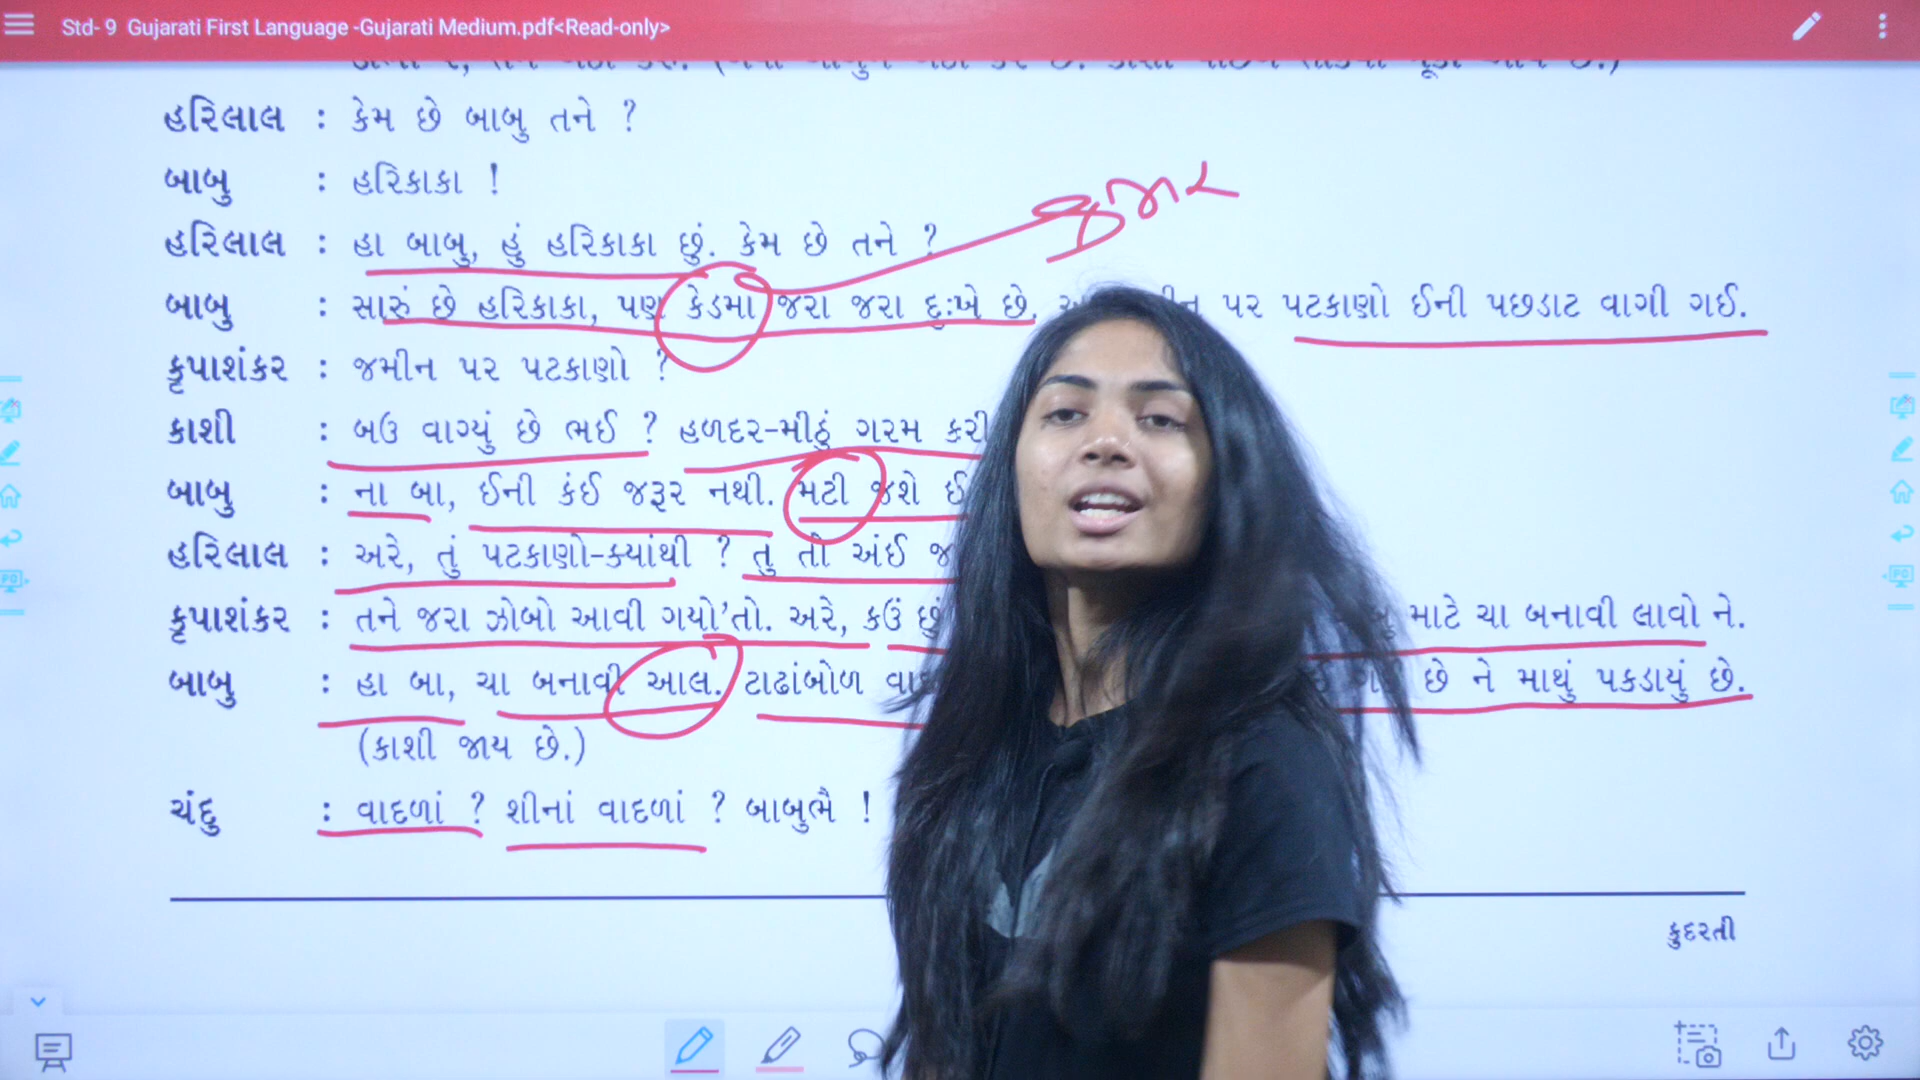 Std- 9 Gujarati First Language -Gujarati Medium.pdf<Read-only>
હરિલાલ : કેમ છે બાબુ તને ?
બાબુ : હરિકાકા !
હરિલાલ : હા બાબુ, હું હરિકાકા છું. કેમ છે તને ?
બાબુ : સારું છે હરિકાકા, પણ કેડમા જરા જરા દુઃખે છે. પર પટકાણો ઈની પછડાટ વાગી ગઈ.
કૃપાશંકર : જમીન પર પટકાણો ?
કાશી : બઉ વાગ્યું છે ભઈ ? હળદર-મીઠું ગરમ કરી
બાબુ : ના બા, ઈની કંઈ જરૂર નથી. મટી જશે ઈ
હરિલાલ : અરે, તું પટકાણો-ક્યાંથી ? તુ તો અંઈ જ
કૃપાશંકર : તને જરા ઝોબો આવી ગયો'તો. અરે, કઉં છું માટે ચા બનાવી લાવો ને.
બાબુ : હા બા, ચા બનાવી આલ. ટાઢાંબોળ છે ને માથું પકડાયું છે.
(કાશી જાય છે.)
ચંદુ : વાદળાં ? શીનાં વાદળાં ? બાબુભૈ !
કુદરતી